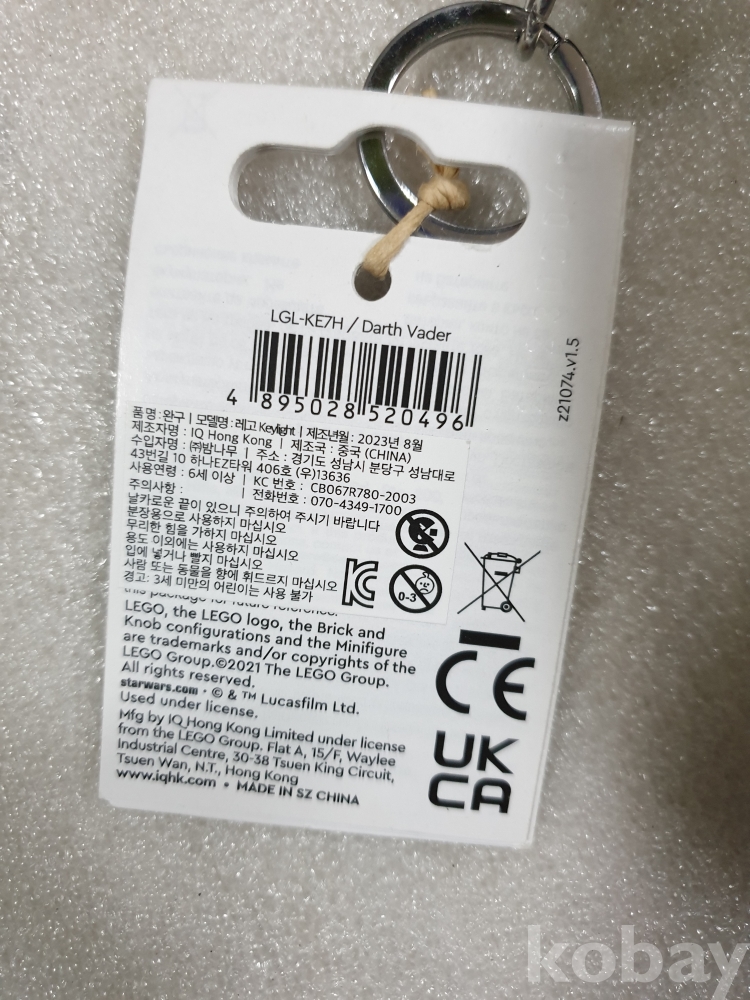 LGL-KE7H / Darth Vader
4 895028 520496
z21074.v1.5
품명 : 완구 | 모델명 : 레고 Keylight | 제조년월 : 2023년 8월
제조자명 : IQ Hong Kong | 제조국 : 중국 (CHINA)
수입자명 : ㈜밤나무 | 주소 : 경기도 성남시 분당구 성남대로
43번길 10 하나EZ타워 406호 (우)13636
사용연령 : 6세 이상 | KC 번호 : CB067R780-2003
주의사항 : | 전화번호 : 070-4349-1700
날카로운 끝이 있으니 주의하여 주시기 바랍니다
분장용으로 사용하지 마십시오
무리한 힘을 가하지 마십시오
용도 이외에는 사용하지 마십시오
입에 넣거나 빨지 마십시오
사람 또는 동물을 향에 휘드르지 마십시오
경고: 3세 미만의 어린이는 사용 불가
KC
0-3
this package for future reference.
LEGO, the LEGO logo, the Brick and
Knob configurations and the Minifigure
are trademarks and/or copyrights of the
LEGO Group.©2021 The LEGO Group.
All rights reserved.
starwars.com • © & ™ Lucasfilm Ltd.
Used under license.
Mfg by IQ Hong Kong Limited under license
from the LEGO Group. Flat A, 15/F, Waylee
Industrial Centre, 30-38 Tsuen King Circuit,
Tsuen Wan, N.T., Hong Kong
www.iqhk.com • MADE IN SZ CHINA
CE
UK
CA
kobay